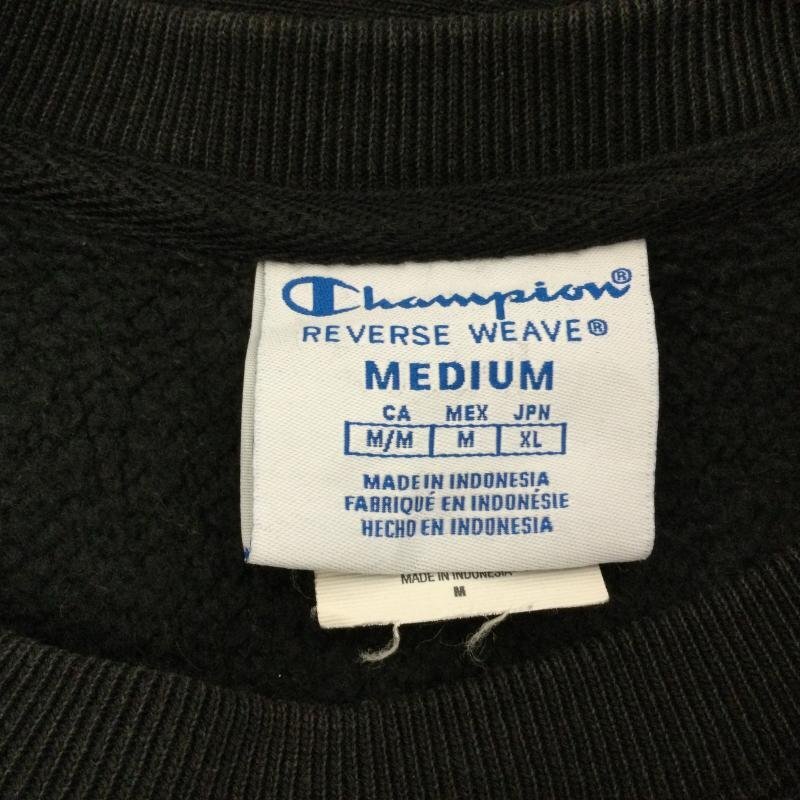 Champion®
REVERSE WEAVE®
MEDIUM
CA MEX JPN
M/M M XL
MADE IN INDONESIA
FABRIQUÉ EN INDONÉSIE
HECHO EN INDONESIA
MADE IN INDONESIA
M